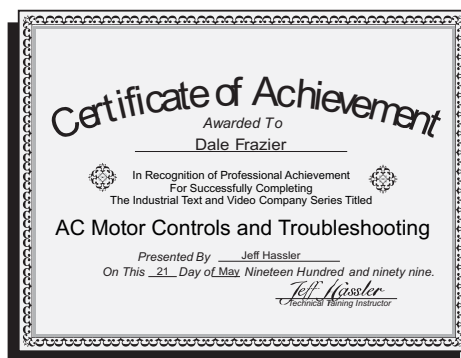 Certificate of Achievement
Awarded To
Dale Frazier
In Recognition of Professional Achievement
For Successfully Completing
The Industrial Text and Video Company Series Titled
AC Motor Controls and Troubleshooting
Presented By Jeff Hassler
On This 21 Day of May Nineteen Hundred and ninety nine.
Jeff Hassler
Technical Taining Instructor